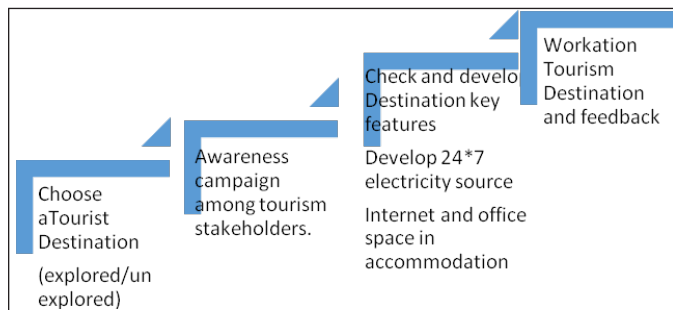 Choose
aTourist
Destination
(explored/un
explored)
Awareness
campaign
among tourism
stakeholders.
Check and develop
Destination key
features
Develop 24*7
electricity source
Internet and office
space in
accommodation
Workation
Tourism
Destination
and feedback